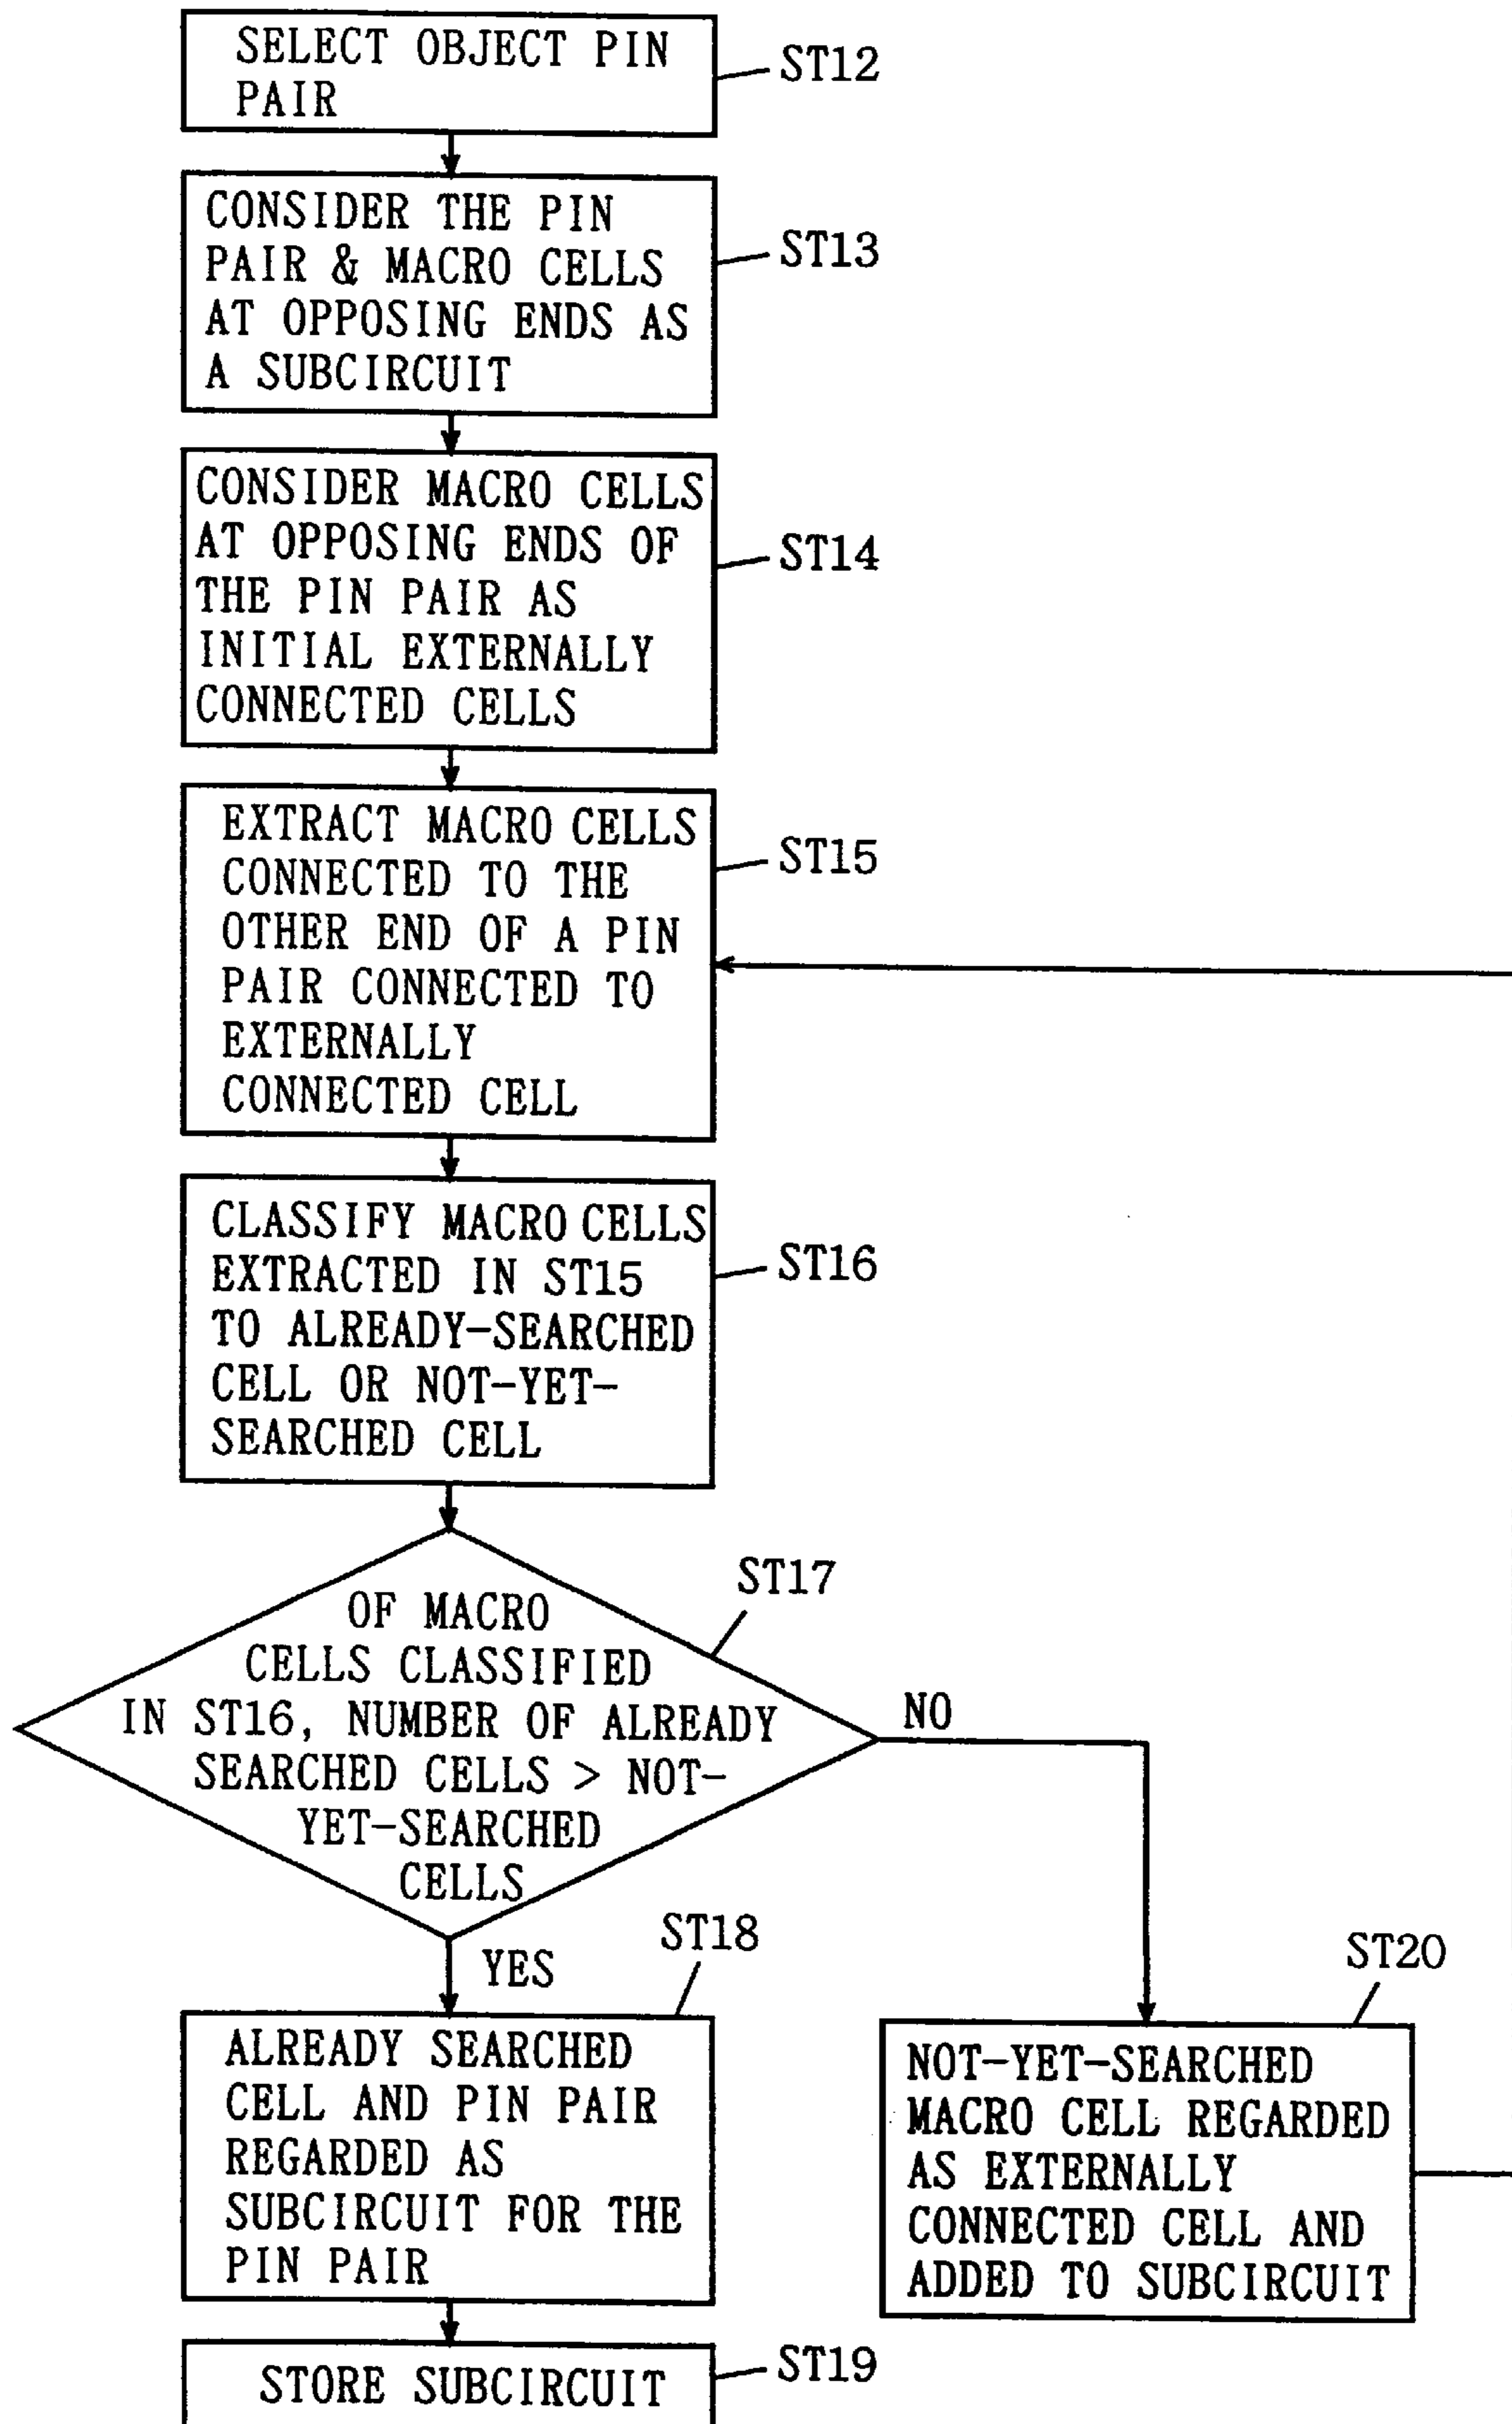 SELECT OBJECT PIN
PAIR
ST12
CONSIDER THE PIN
PAIR & MACRO CELLS
AT OPPOSING ENDS AS
A SUBCIRCUIT
ST13
CONSIDER MACRO CELLS
AT OPPOSING ENDS OF
THE PIN PAIR AS
INITIAL EXTERNALLY
CONNECTED CELLS
ST14
EXTRACT MACRO CELLS
CONNECTED TO THE
OTHER END OF A PIN
PAIR CONNECTED TO
EXTERNALLY
CONNECTED CELL
ST15
CLASSIFY MACRO CELLS
EXTRACTED IN ST15
TO ALREADY-SEARCHED
CELL OR NOT-YET-
SEARCHED CELL
ST16
OF MACRO
CELLS CLASSIFIED
IN ST16, NUMBER OF ALREADY
SEARCHED CELLS > NOT-
YET-SEARCHED
CELLS
ST17
NO
YES
ST18
ALREADY SEARCHED
CELL AND PIN PAIR
REGARDED AS
SUBCIRCUIT FOR THE
PIN PAIR
ST20
NOT-YET-SEARCHED
MACRO CELL REGARDED
AS EXTERNALLY
CONNECTED CELL AND
ADDED TO SUBCIRCUIT
STORE SUBCIRCUIT
ST19